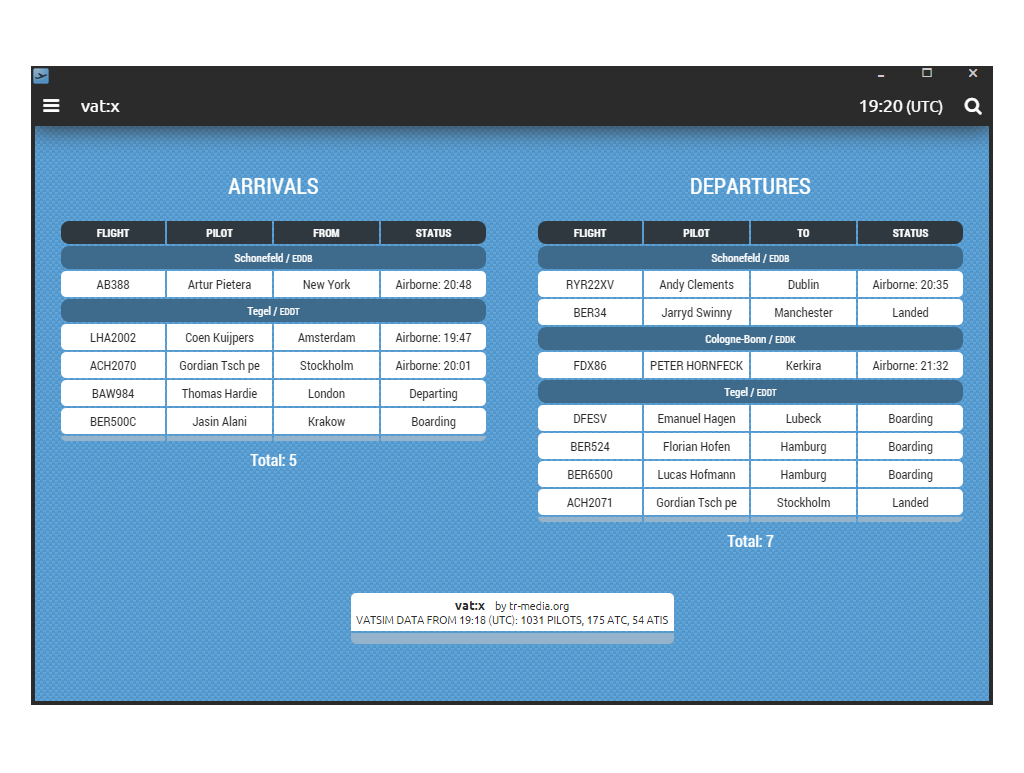 vat:x 19:20 (UTC)
ARRIVALS
FLIGHT PILOT FROM STATUS
Schonefeld / EDDB
AB388 Artur Pietera New York Airborne: 20:48
Tegel / EDDT
LHA2002 Coen Kuijpers Amsterdam Airborne: 19:47
ACH2070 Gordian Tsch pe Stockholm Airborne: 20:01
BAW984 Thomas Hardie London Departing
BER500C Jasin Alani Krakow Boarding
Total: 5
DEPARTURES
FLIGHT PILOT TO STATUS
Schonefeld / EDDB
RYR22XV Andy Clements Dublin Airborne: 20:35
BER34 Jarryd Swinny Manchester Landed
Cologne-Bonn / EDDK
FDX86 PETER HORNFECK Kerkira Airborne: 21:32
Tegel / EDDT
DFESV Emanuel Hagen Lubeck Boarding
BER524 Florian Hofen Hamburg Boarding
BER6500 Lucas Hofmann Hamburg Boarding
ACH2071 Gordian Tsch pe Stockholm Landed
Total: 7
vat:x by tr-media.org
VATSIM DATA FROM 19:18 (UTC): 1031 PILOTS, 175 ATC, 54 ATIS